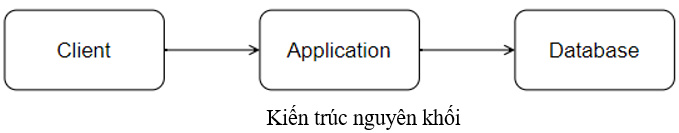 Client
Application
Database
Kiến trúc nguyên khối